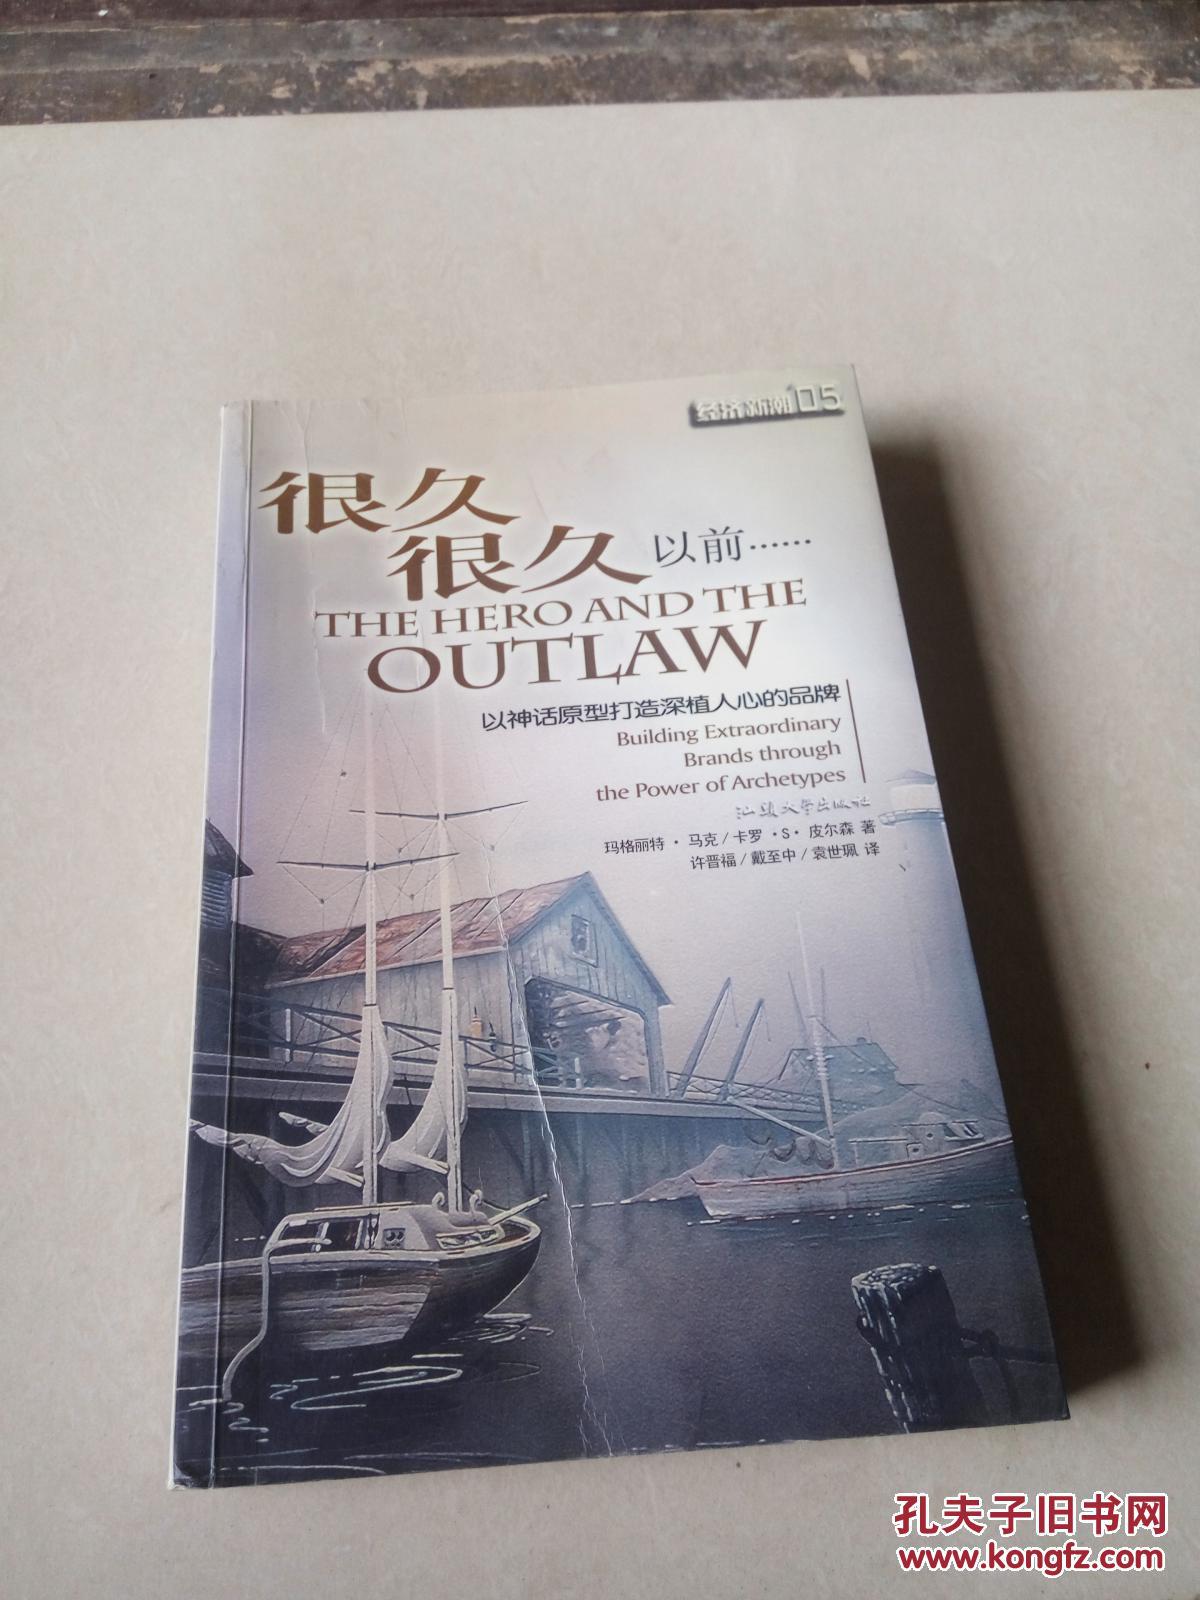 经济新潮05
很久
很久以前……
THE HERO AND THE
OUTLAW
以神话原型打造深植人心的品牌
Building Extraordinary
Brands through
the Power of Archetypes
汕头大学出版社
玛格丽特·马克/卡罗·S·皮尔森 著
许晋福/戴至中/袁世珮 译
孔夫子旧书网
www.kongfz.com